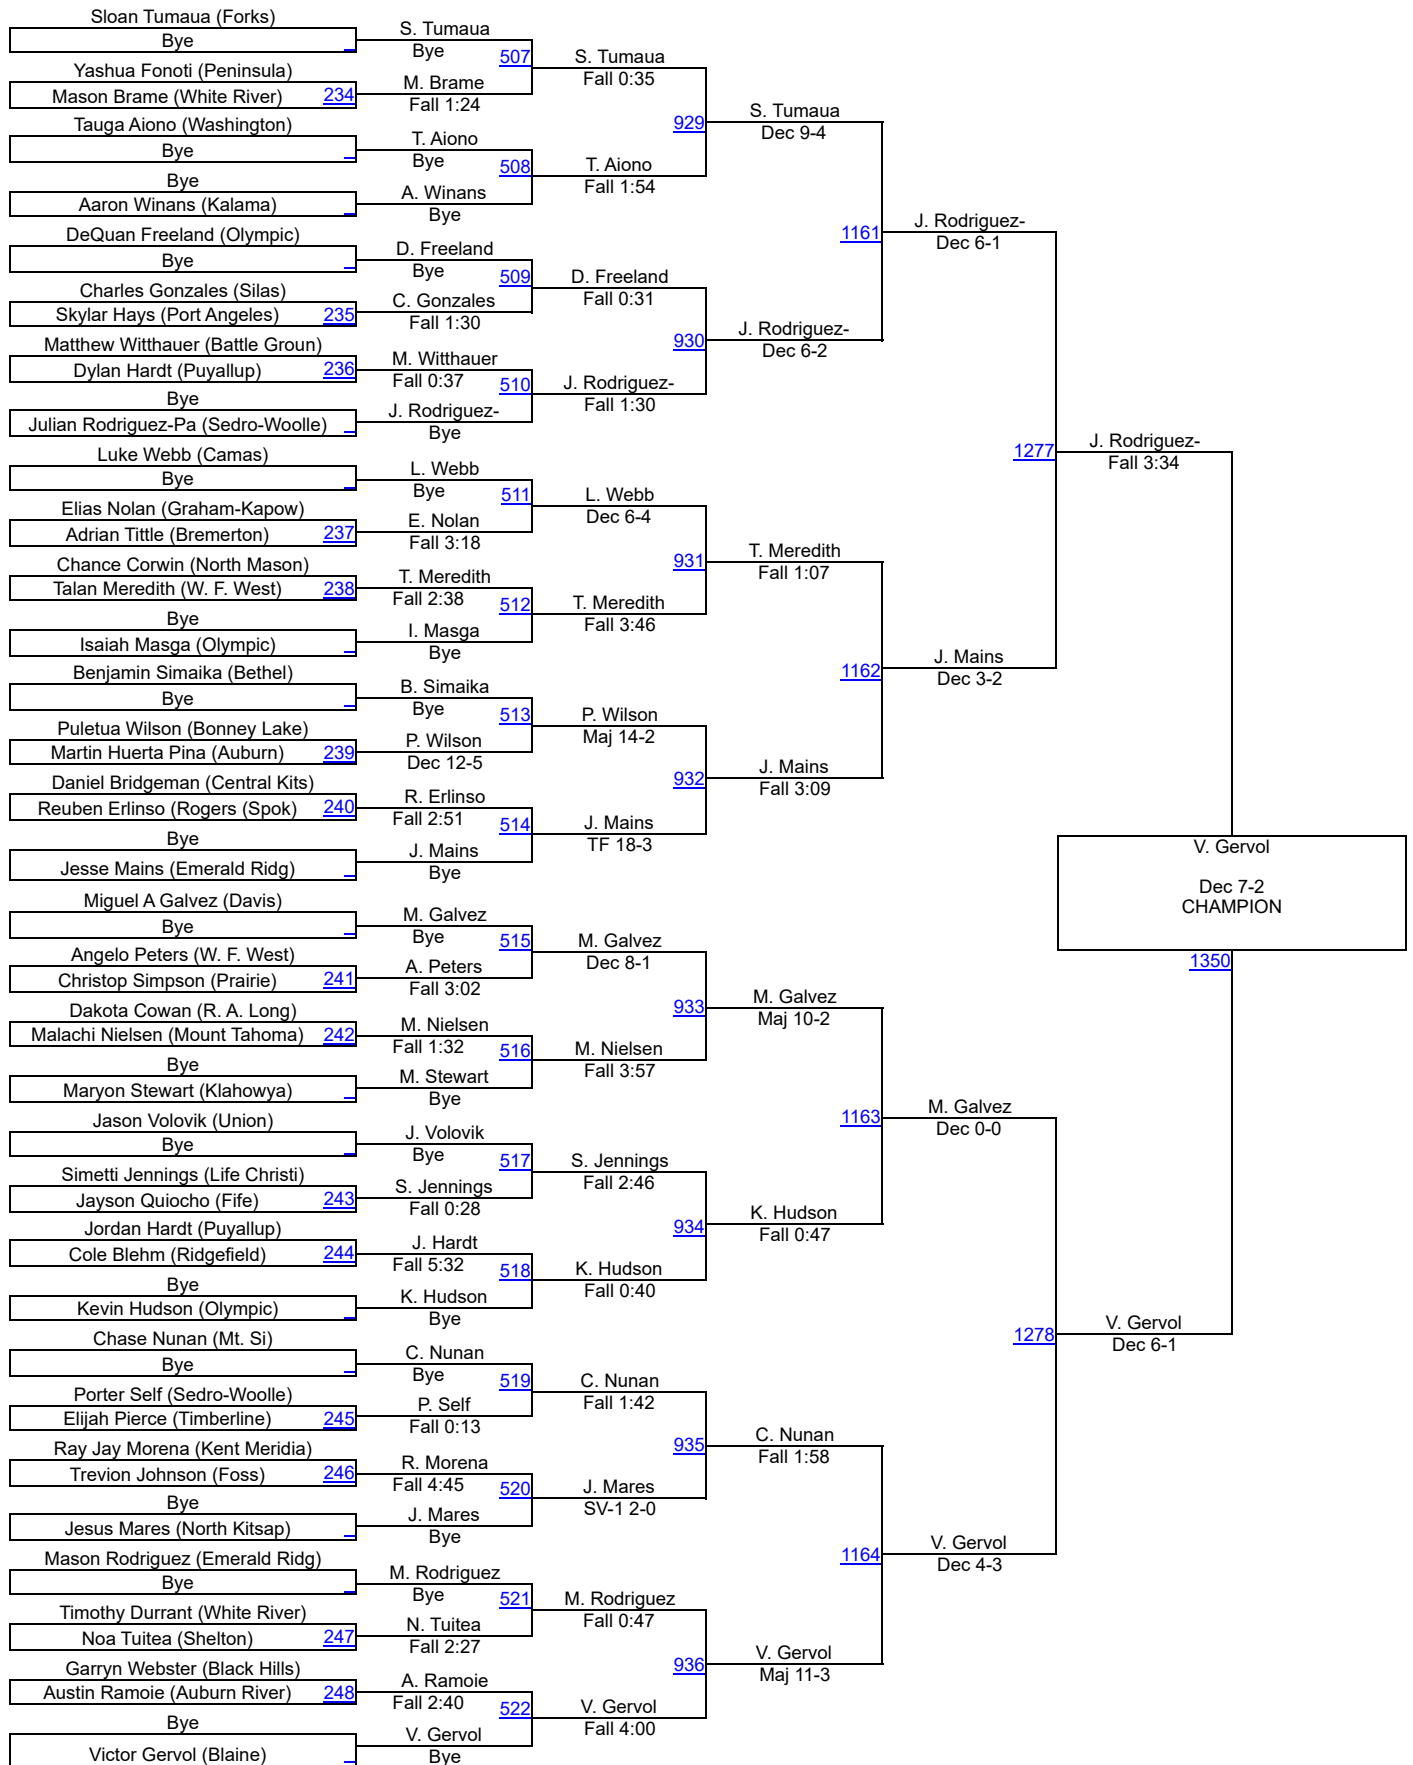 Sloan Tumaua (Forks)
Bye
Yashua Fonoti (Peninsula)
Mason Brame (White River) 234
Tauga Aiono (Washington)
Bye
Bye
Aaron Winans (Kalama)
DeQuan Freeland (Olympic)
Bye
Charles Gonzales (Silas)
Skylar Hays (Port Angeles) 235
Matthew Witthauer (Battle Groun)
Dylan Hardt (Puyallup) 236
Bye
Julian Rodriguez-Pa (Sedro-Woolle)
Luke Webb (Camas)
Bye
Elias Nolan (Graham-Kapow)
Adrian Tittle (Bremerton) 237
Chance Corwin (North Mason)
Talan Meredith (W. F. West) 238
Bye
Isaiah Masga (Olympic)
Benjamin Simaika (Bethel)
Bye
Puletua Wilson (Bonney Lake)
Martin Huerta Pina (Auburn) 239
Daniel Bridgeman (Central Kits)
Reuben Erlinso (Rogers (Spok) 240
Bye
Jesse Mains (Emerald Ridg)
Miguel A Galvez (Davis)
Bye
Angelo Peters (W. F. West)
Christop Simpson (Prairie) 241
Dakota Cowan (R. A. Long)
Malachi Nielsen (Mount Tahoma) 242
Bye
Maryon Stewart (Klahowya)
Jason Volovik (Union)
Bye
Simetti Jennings (Life Christi)
Jayson Quiocho (Fife) 243
Jordan Hardt (Puyallup)
Cole Blehm (Ridgefield) 244
Bye
Kevin Hudson (Olympic)
Chase Nunan (Mt. Si)
Bye
Porter Self (Sedro-Woolle)
Elijah Pierce (Timberline) 245
Ray Jay Morena (Kent Meridia)
Trevion Johnson (Foss) 246
Bye
Jesus Mares (North Kitsap)
Mason Rodriguez (Emerald Ridg)
Bye
Timothy Durrant (White River)
Noa Tuitea (Shelton) 247
Garryn Webster (Black Hills)
Austin Ramoie (Auburn River) 248
Bye
Victor Gervol (Blaine)
S. Tumaua
Bye
507
M. Brame
Fall 1:24
T. Aiono
Bye
508
A. Winans
Bye
D. Freeland
Bye
509
C. Gonzales
Fall 1:30
M. Witthauer
Fall 0:37
510
J. Rodriguez-
Bye
L. Webb
Bye
511
E. Nolan
Fall 3:18
T. Meredith
Fall 2:38
512
I. Masga
Bye
B. Simaika
Bye
513
P. Wilson
Dec 12-5
R. Erlinso
Fall 2:51
514
J. Mains
Bye
M. Galvez
Bye
515
A. Peters
Fall 3:02
M. Nielsen
Fall 1:32
516
M. Stewart
Bye
J. Volovik
Bye
517
S. Jennings
Fall 0:28
J. Hardt
Fall 5:32
518
K. Hudson
Bye
C. Nunan
Bye
519
P. Self
Fall 0:13
R. Morena
Fall 4:45
520
J. Mares
Bye
M. Rodriguez
Bye
521
N. Tuitea
Fall 2:27
A. Ramoie
Fall 2:40
522
V. Gervol
Bye
S. Tumaua
Fall 0:35
929
T. Aiono
Fall 1:54
D. Freeland
Fall 0:31
930
J. Rodriguez-
Fall 1:30
L. Webb
Dec 6-4
931
T. Meredith
Fall 3:46
P. Wilson
Maj 14-2
932
J. Mains
TF 18-3
M. Galvez
Dec 8-1
933
M. Nielsen
Fall 3:57
S. Jennings
Fall 2:46
934
K. Hudson
Fall 0:40
C. Nunan
Fall 1:42
935
J. Mares
SV-1 2-0
M. Rodriguez
Fall 0:47
936
V. Gervol
Fall 4:00
S. Tumaua
Dec 9-4
1161
J. Rodriguez-
Dec 6-2
T. Meredith
Fall 1:07
1162
J. Mains
Fall 3:09
M. Galvez
Maj 10-2
1163
K. Hudson
Fall 0:47
C. Nunan
Fall 1:58
1164
V. Gervol
Maj 11-3
J. Rodriguez-
Dec 6-1
1277
J. Mains
Dec 3-2
M. Galvez
Dec 0-0
1278
V. Gervol
Dec 4-3
J. Rodriguez-
Fall 3:34
V. Gervol
Dec 7-2
CHAMPION
1350
V. Gervol
Dec 6-1